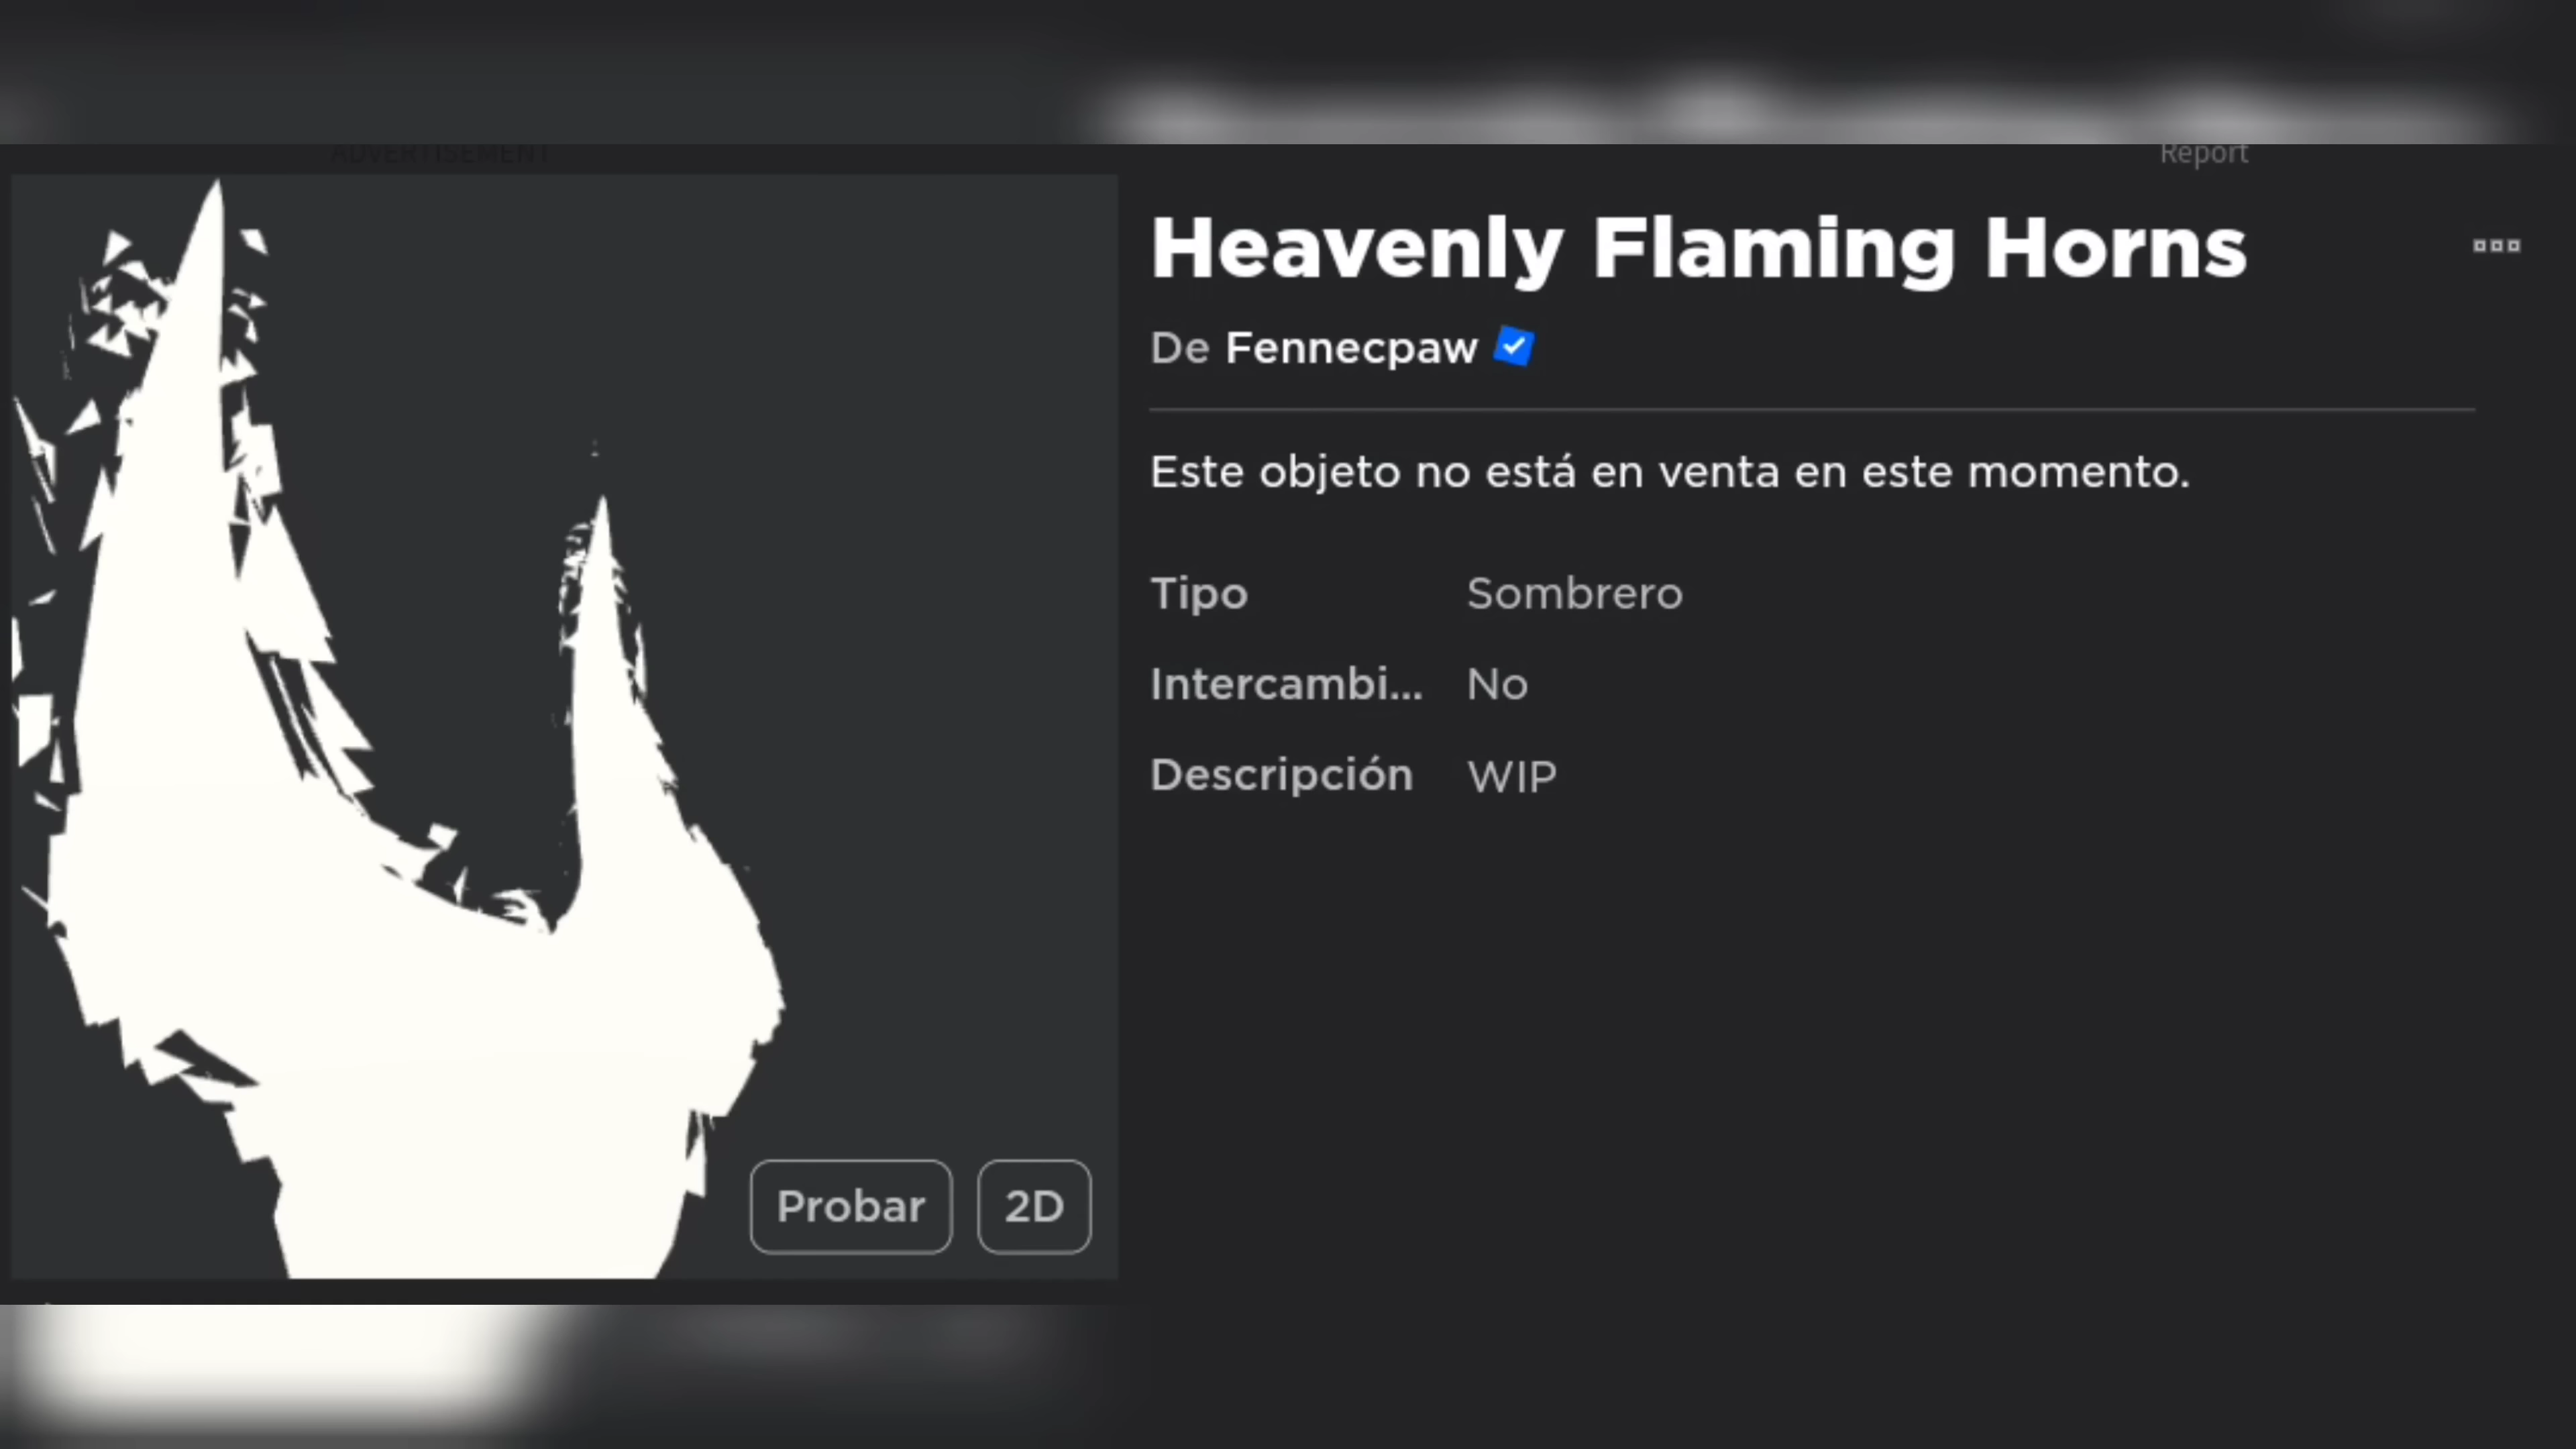 ADVERTISEMENT
Report
Heavenly Flaming Horns
De Fennecpaw
Este objeto no está en venta en este momento.
Tipo Sombrero
Intercambi... No
Descripción WIP
Probar 2D